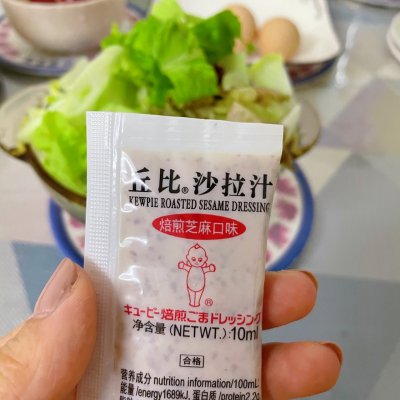 丘比®沙拉汁
KEWPIE ROASTED SESAME DRESSING
焙煎芝麻口味
®
キューピー焙煎ごまドレッシング
净含量(NETWT.):10ml
合格
营养成分 nutrition information/100mL
能量/energy1689kJ, 蛋白质/protein2.2g